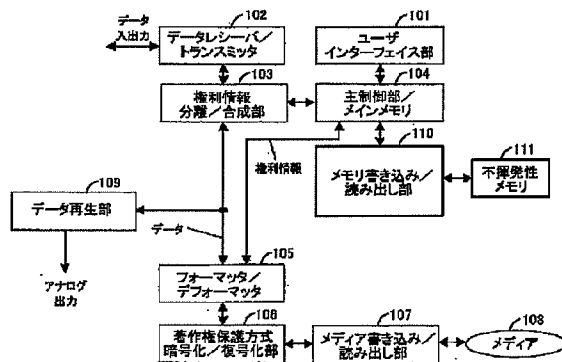 データ
入出力
102
データレシーバ／
トランスミッタ
101
ユーザ
インターフェイス部
103
権利情報
分離／合成部
104
主制御部／
メインメモリ
110
メモリ書き込み／
読み出し部
111
不揮発性
メモリ
権利情報
109
データ再生部
データ
アナログ
出力
105
フォーマッタ／
デフォーマッタ
106
著作権保護方式
暗号化／復号化部
107
メディア書き込み／
読み出し部
108
メディア